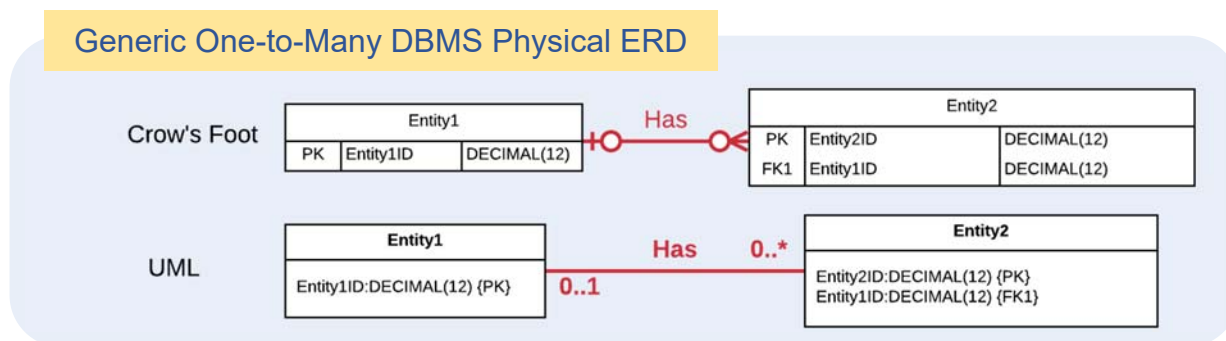 Generic One-to-Many DBMS Physical ERD
Crow's Foot
Entity1
PK Entity1ID DECIMAL(12)
Has
Entity2
PK Entity2ID DECIMAL(12)
FK1 Entity1ID DECIMAL(12)
UML
Entity1
Entity1ID:DECIMAL(12) {PK}
0..1
Has
0..*
Entity2
Entity2ID:DECIMAL(12) {PK}
Entity1ID:DECIMAL(12) {FK1}